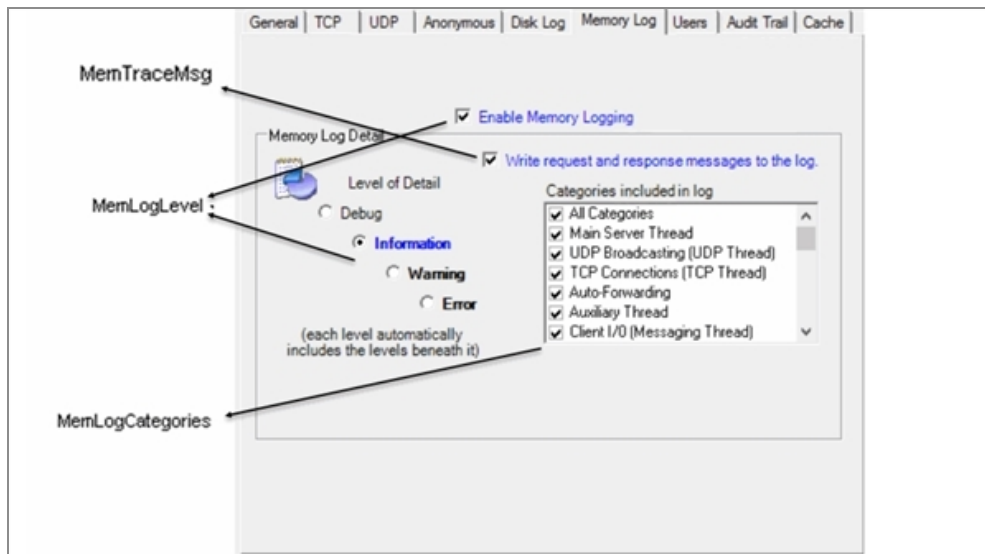 General TCP UDP Anonymous Disk Log Memory Log Users Audit Trail Cache
MemTraceMsg
Enable Memory Logging
Memory Log Detail
Write request and response messages to the log.
Level of Detail
Categories included in log
MemLogLevel :
Debug
Information
Warning
Error
(each level automatically
includes the levels beneath it)
All Categories
Main Server Thread
UDP Broadcasting (UDP Thread)
TCP Connections (TCP Thread)
Auto-Forwarding
Auxiliary Thread
Client I/0 (Messaging Thread)
MemLogCategories